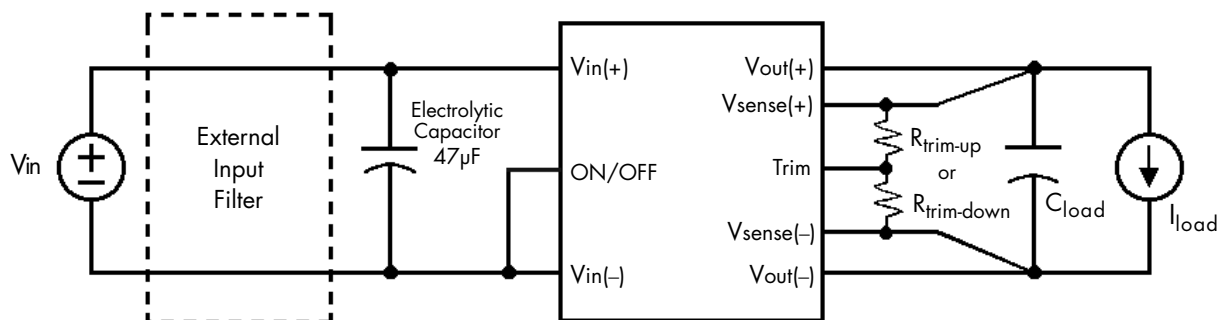 Vin
+
−
External
Input
Filter
Electrolytic
Capacitor
47µF
Vin(+)
ON/OFF
Vin(−)
Vout(+)
Vsense(+)
Trim
Vsense(−)
Vout(−)
Rtrim-up
or
Rtrim-down
Cload
Iload